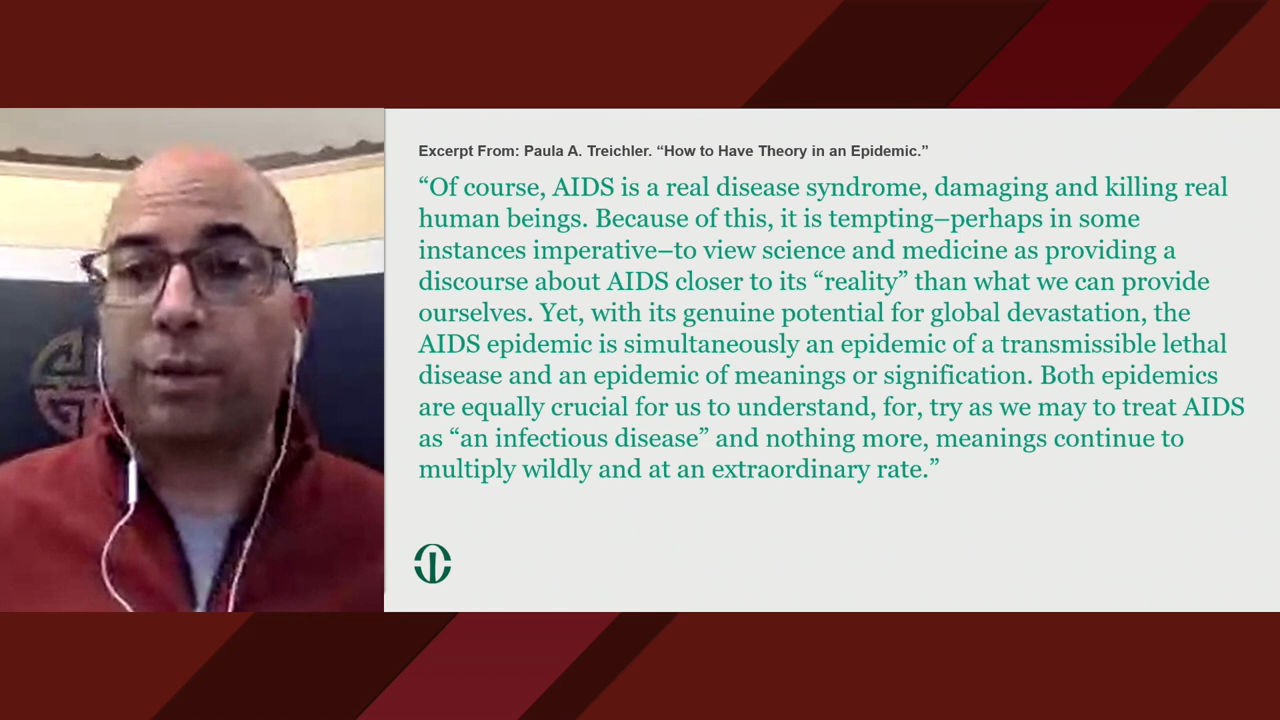 Excerpt From: Paula A. Treichler. “How to Have Theory in an Epidemic.”
“Of course, AIDS is a real disease syndrome, damaging and killing real
human beings. Because of this, it is tempting–perhaps in some
instances imperative–to view science and medicine as providing a
discourse about AIDS closer to its “reality” than what we can provide
ourselves. Yet, with its genuine potential for global devastation, the
AIDS epidemic is simultaneously an epidemic of a transmissible lethal
disease and an epidemic of meanings or signification. Both epidemics
are equally crucial for us to understand, for, try as we may to treat AIDS
as “an infectious disease” and nothing more, meanings continue to
multiply wildly and at an extraordinary rate.”